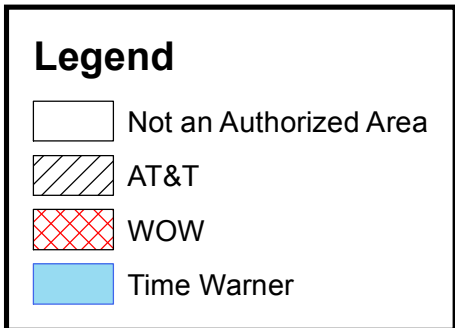 Legend
Not an Authorized Area
AT&T
WOW
Time Warner